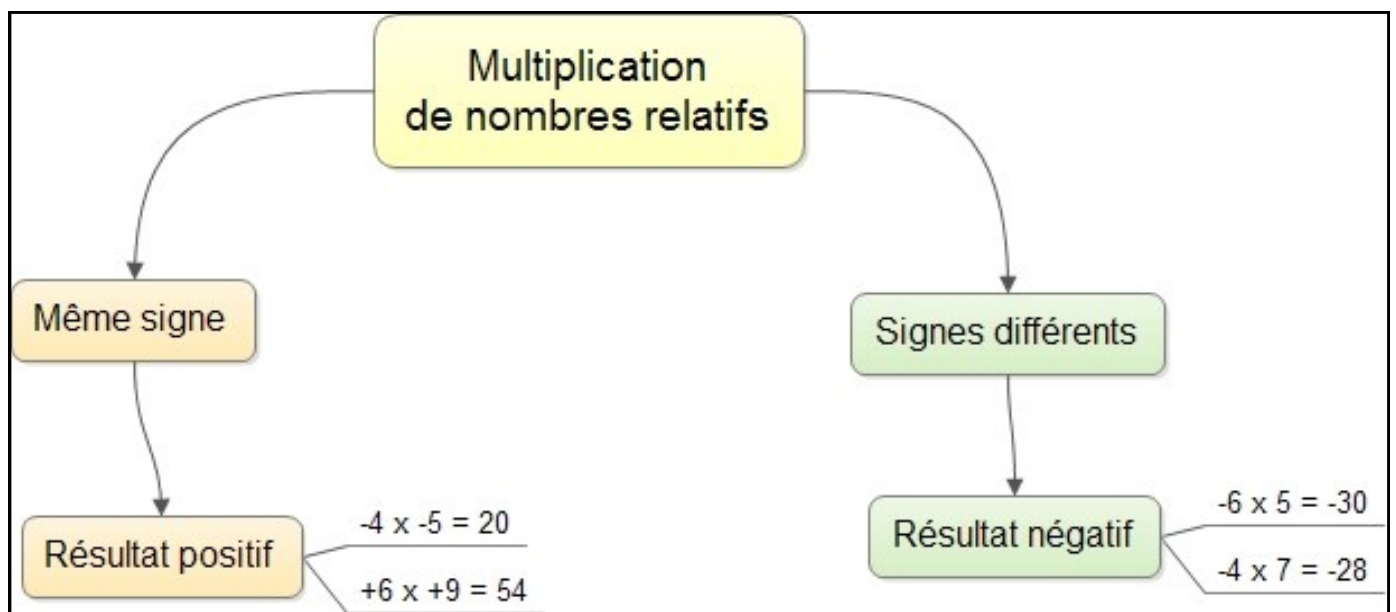 Multiplication
de nombres relatifs
Même signe
Signes différents
Résultat positif
-4 x -5 = 20
+6 x +9 = 54
Résultat négatif
-6 x 5 = -30
-4 x 7 = -28